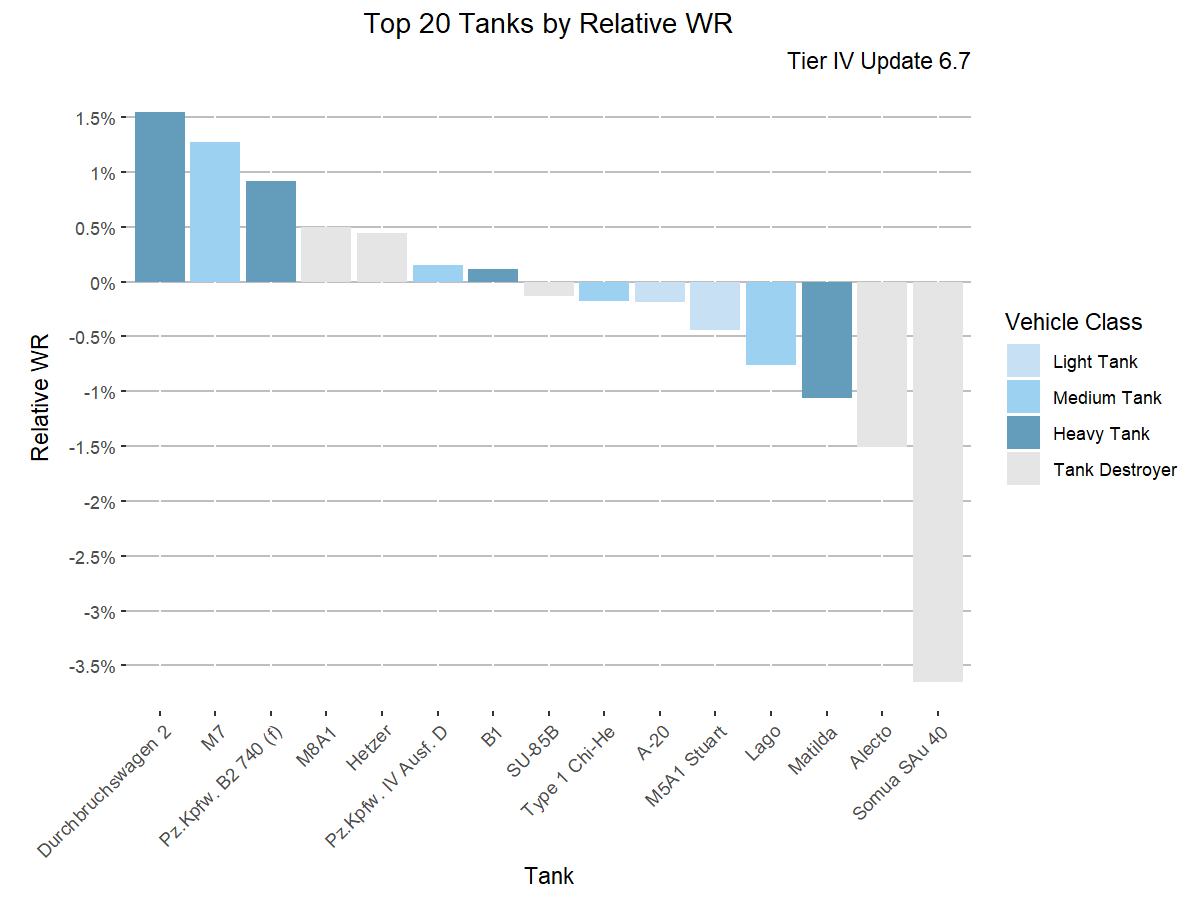 Top 20 Tanks by Relative WR
Tier IV Update 6.7
1.5%
1%
0.5%
0%
-0.5%
-1%
-1.5%
-2%
-2.5%
-3%
-3.5%
Relative WR
Durchbruchswagen 2
M7
Pz.Kpfw. B2 740 (f)
M8A1
Hetzer
Pz.Kpfw. IV Ausf. D
B1
SU-85B
Type 1 Chi-He
A-20
M5A1 Stuart
Lago
Matilda
Alecto
Somua SAu 40
Tank
Vehicle Class
Light Tank
Medium Tank
Heavy Tank
Tank Destroyer